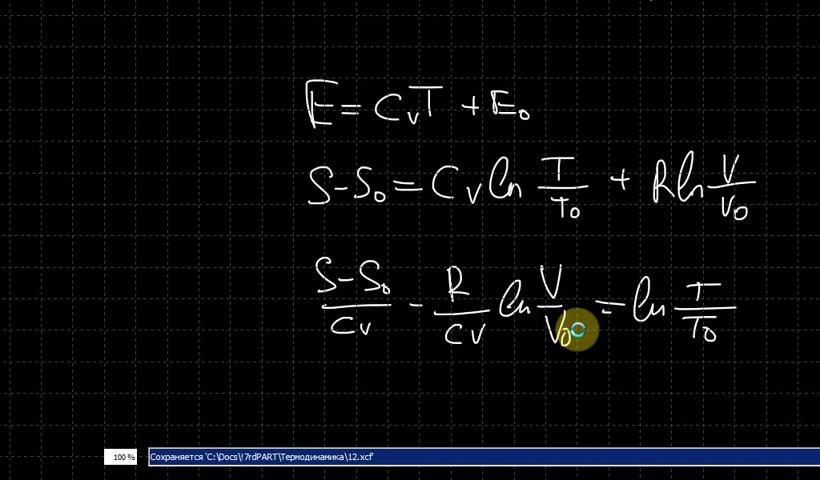 E = CᵥT + E₀
S-S₀ = Cᵥ ln T/T₀ + R ln V/V₀
S-S₀/Cᵥ - R/Cᵥ ln V/V₀ = ln T/T₀
100 % Сохраняется 'C:\Docs\!7rdPART\Термодинамика\12.xcf'